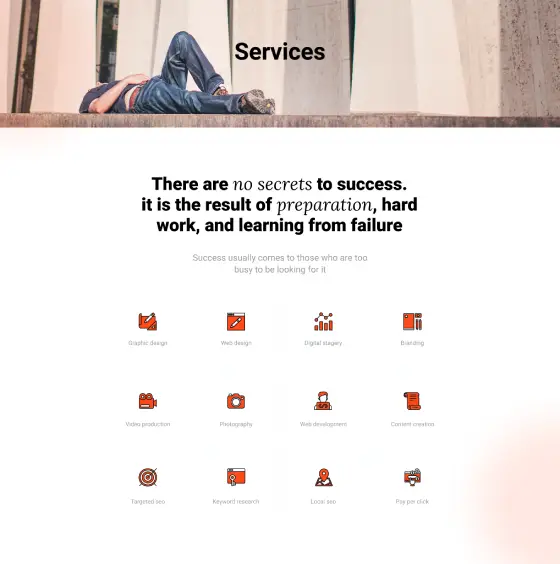 Services
There are no secrets to success.
it is the result of preparation, hard
work, and learning from failure
Success usually comes to those who are too
busy to be looking for it
Graphic design
Web design
Digital stagery
Branding
Video production
Photography
Web development
Content creation
Targeted seo
Keyword research
Local seo
Pay per click